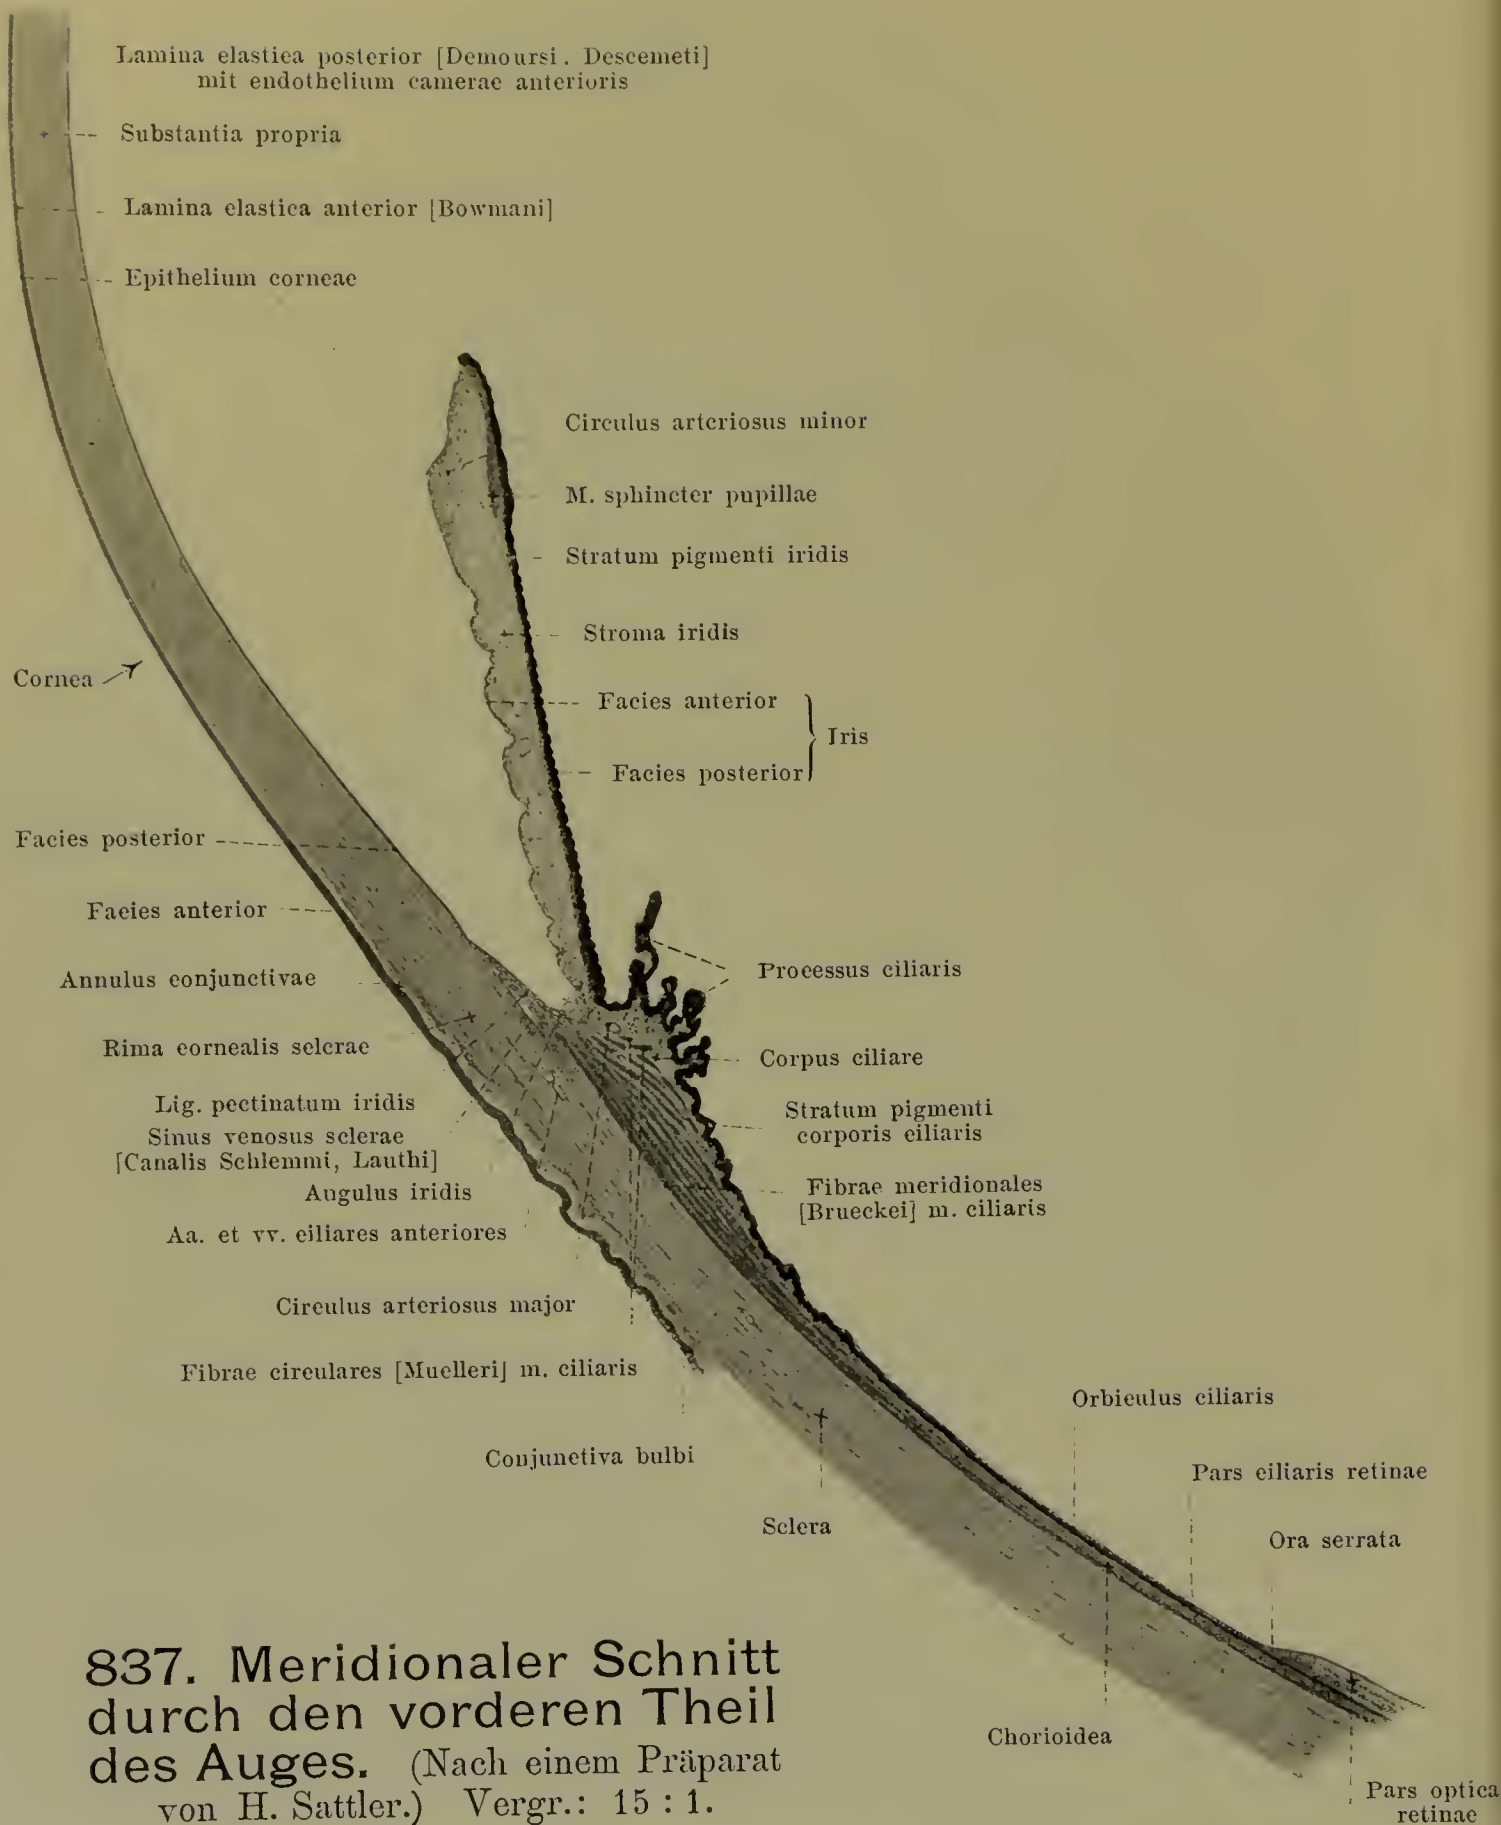 Lamina elastica posterior [Demoursi. Descemeti]
mit endothelium camerae anterioris
Substantia propria
Lamina elastica anterior [Bowmani]
Epithelium corneae
Circulus arteriosus minor
M. sphincter pupillae
Stratum pigmenti iridis
Stroma iridis
Cornea
Facies anterior
Iris
Facies posterior
Facies posterior
Facies anterior
Annulus conjunctivae
Processus ciliaris
Rima cornealis sclerae
Corpus ciliare
Lig. pectinatum iridis
Stratum pigmenti
corporis ciliaris
Sinus venosus sclerae
[Canalis Schlemmi, Lauthi]
Angulus iridis
Fibrae meridionales
[Brueckei] m. ciliaris
Aa. et vv. ciliares anteriores
Circulus arteriosus major
Fibrae circulares [Muelleri] m. ciliaris
Orbiculus ciliaris
Conjunctiva bulbi
Pars ciliaris retinae
Sclera
Ora serrata
837. Meridionaler Schnitt
durch den vorderen Theil
des Auges. (Nach einem Präparat
von H. Sattler.) Vergr.: 15 : 1.
Chorioidea
Pars optica
retinae